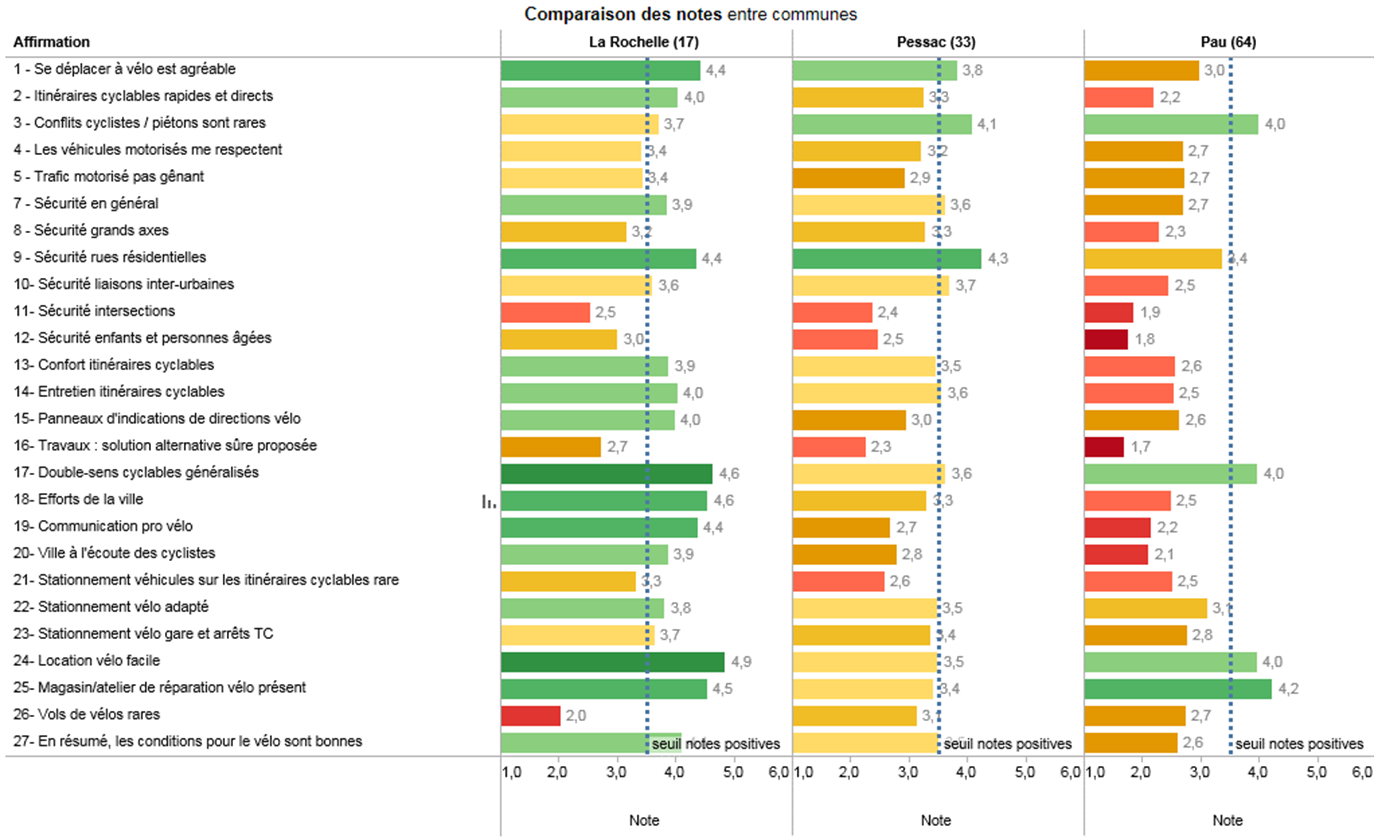 Comparaison des notes entre communes
Affirmation La Rochelle (17) Pessac (33) Pau (64)
1 - Se déplacer à vélo est agréable 4,4 3,8 3,0
2 - Itinéraires cyclables rapides et directs 4,0 3,3 2,2
3 - Conflits cyclistes / piétons sont rares 3,7 4,1 4,0
4 - Les véhicules motorisés me respectent 3,4 3,2 2,7
5 - Trafic motorisé pas gênant 3,4 2,9 2,7
7 - Sécurité en général 3,9 3,6 2,7
8 - Sécurité grands axes 3,2 3,3 2,3
9 - Sécurité rues résidentielles 4,4 4,3 3,4
10- Sécurité liaisons inter-urbaines 3,6 3,7 2,5
11- Sécurité intersections 2,5 2,4 1,9
12- Sécurité enfants et personnes âgées 3,0 2,5 1,8
13- Confort itinéraires cyclables 3,9 3,5 2,6
14- Entretien itinéraires cyclables 4,0 3,6 2,5
15- Panneaux d'indications de directions vélo 4,0 3,0 2,6
16- Travaux : solution alternative sûre proposée 2,7 2,3 1,7
17- Double-sens cyclables généralisés 4,6 3,6 4,0
18- Efforts de la ville 4,6 3,3 2,5
19- Communication pro vélo 4,4 2,7 2,2
20- Ville à l'écoute des cyclistes 3,9 2,8 2,1
21- Stationnement véhicules sur les itinéraires cyclables rare 3,3 2,6 2,5
22- Stationnement vélo adapté 3,8 3,5 3,1
23- Stationnement vélo gare et arrêts TC 3,7 3,4 2,8
24- Location vélo facile 4,9 3,5 4,0
25- Magasin/atelier de réparation vélo présent 4,5 3,4 4,2
26- Vols de vélos rares 2,0 3,1 2,7
27- En résumé, les conditions pour le vélo sont bonnes seuil notes positives seuil notes positives 2,6 seuil notes positives
1,0 2,0 3,0 4,0 5,0 6,0 1,0 2,0 3,0 4,0 5,0 6,0 1,0 2,0 3,0 4,0 5,0 6,0
Note Note Note